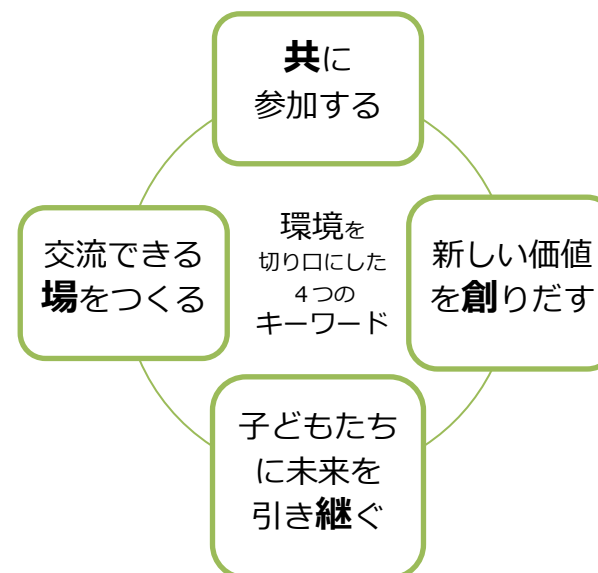 共に
参加する
環境を
切り口にした
４つの
キーワード
交流できる
場をつくる
新しい価値
を創りだす
子どもたち
に未来を
引き継ぐ